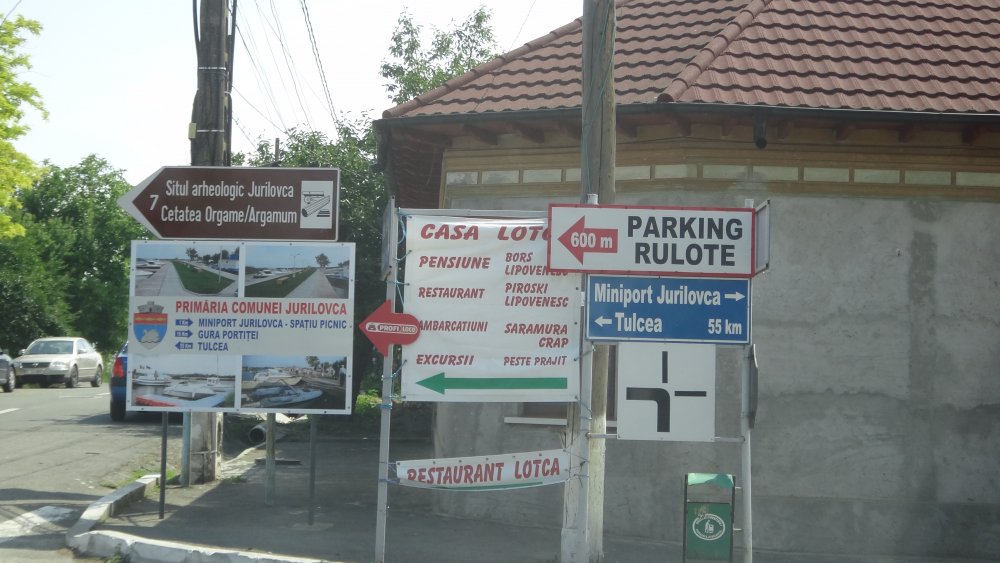 7
Situl arheologic Jurilovca
Cetatea Orgame/Argamum
PRIMĂRIA COMUNEI JURILOVCA
MINIPORT JURILOVCA - SPAȚIU PICNIC
GURA PORTIȚEI
TULCEA
PROFI LOCO
CASA LOTC
PENSIUNE
BORS
LIPOVENESC
RESTAURANT
PIROSKI
LIPOVENESC
AMBARCATIUNI
SARAMURA
CRAP
EXCURSII
PESTE PRAJIT
RESTAURANT LOTCA
600 m
PARKING
RULOTE
Miniport Jurilovca
Tulcea 55 km